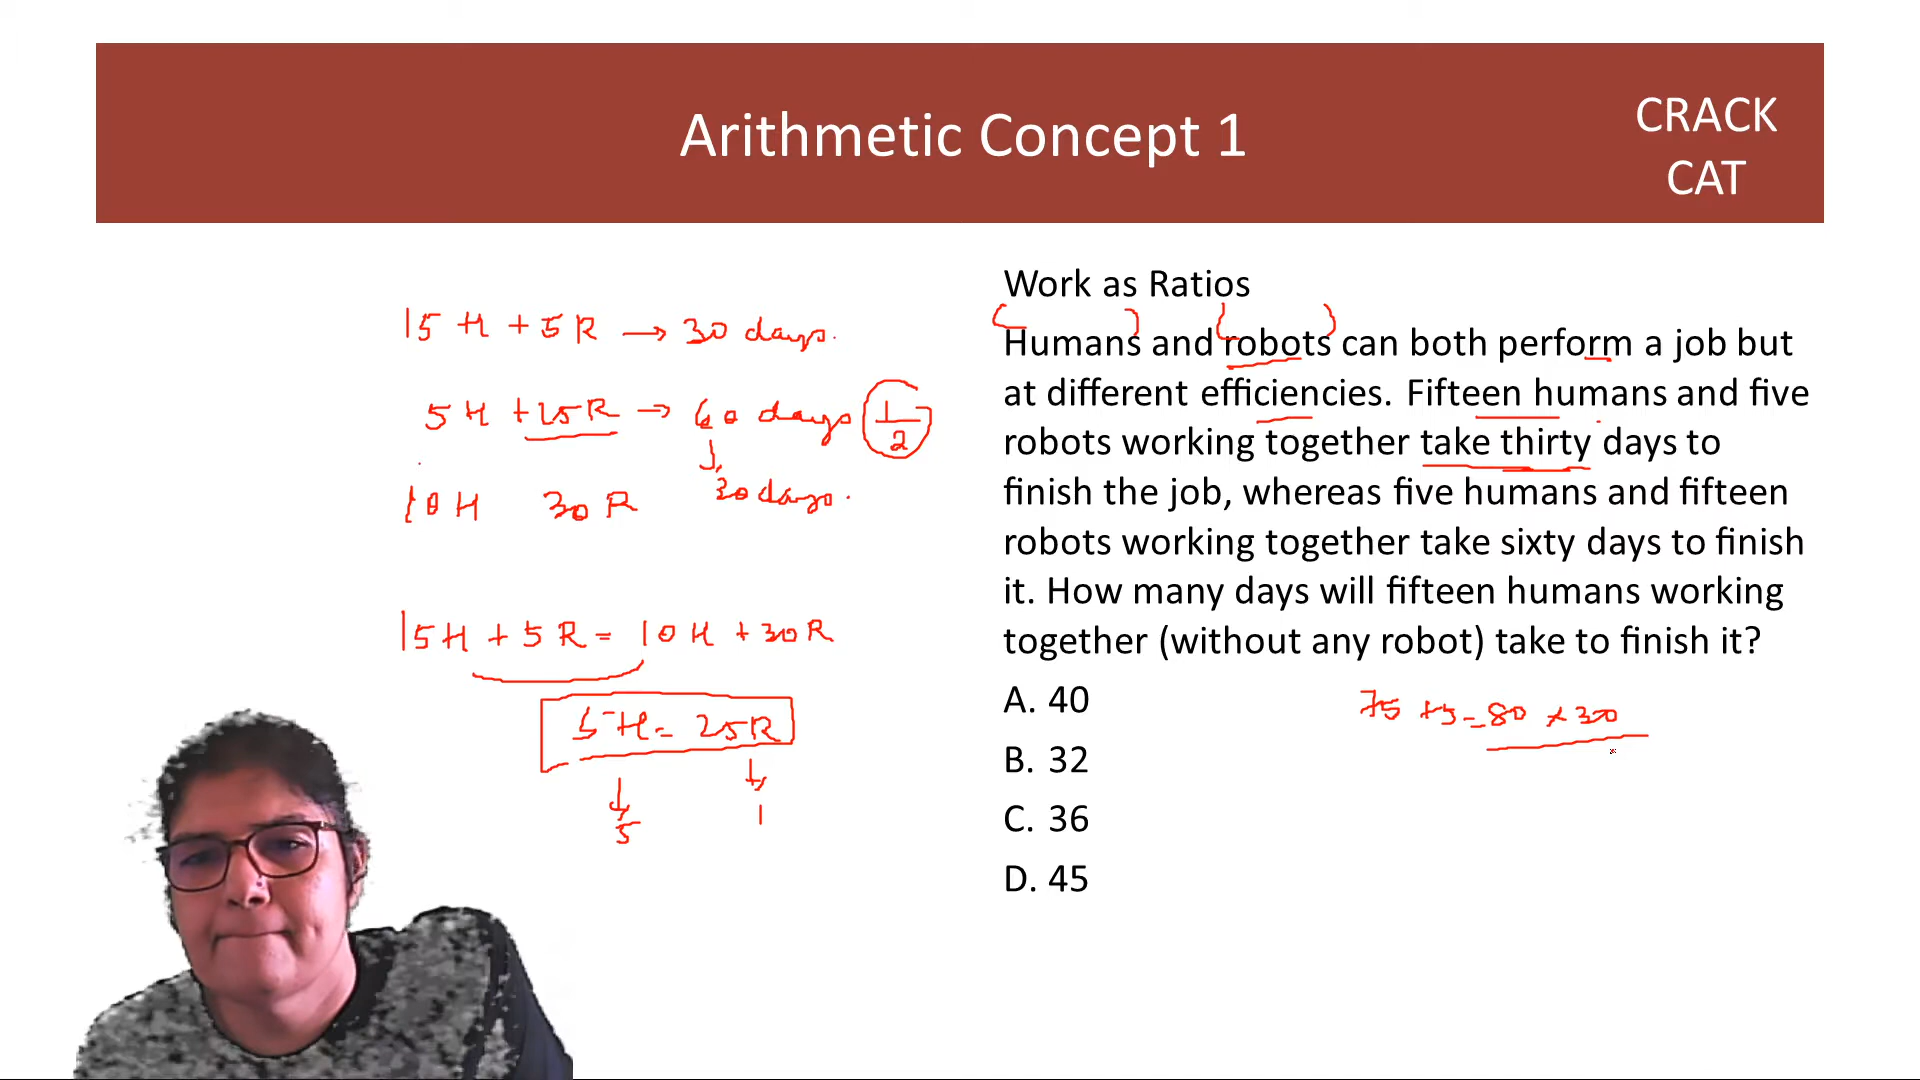 Arithmetic Concept 1
CRACK
CAT
15 H + 5 R → 30 days.
5 H + 15 R → 60 days 1/2
30 days.
10 H 30 R
15 H + 5 R = 10 H + 30 R
5 H = 25 R
5 1
Work as Ratios
Humans and robots can both perform a job but
at different efficiencies. Fifteen humans and five
robots working together take thirty days to
finish the job, whereas five humans and fifteen
robots working together take sixty days to finish
it. How many days will fifteen humans working
together (without any robot) take to finish it?
A. 40
B. 32
C. 36
D. 45
75 + 5 = 80 × 30